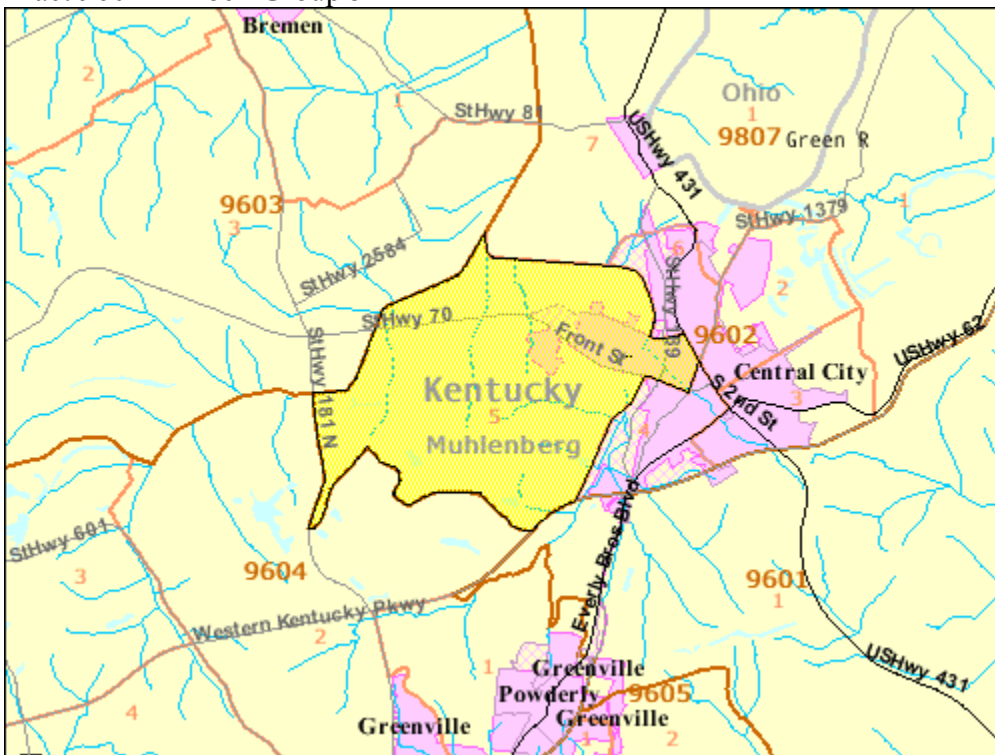 Bremen
2
1
StHwy 81
Ohio
1
9807
Green R
7
USHwy 431
9603
3
1
StHwy 1379
StHwy 2584
6
2
StHwy 70
StHwy 189
9602
USHwy 62
Front St
StHwy 181 N
Kentucky
5
Muhlenberg
Central City
3
S 2nd St
4
StHwy 601
3
9604
Everly Bros Blvd
9601
1
Western Kentucky Pkwy
2
USHwy 431
1
Greenville
Powderly
9605
4
Greenville
Greenville
1
2